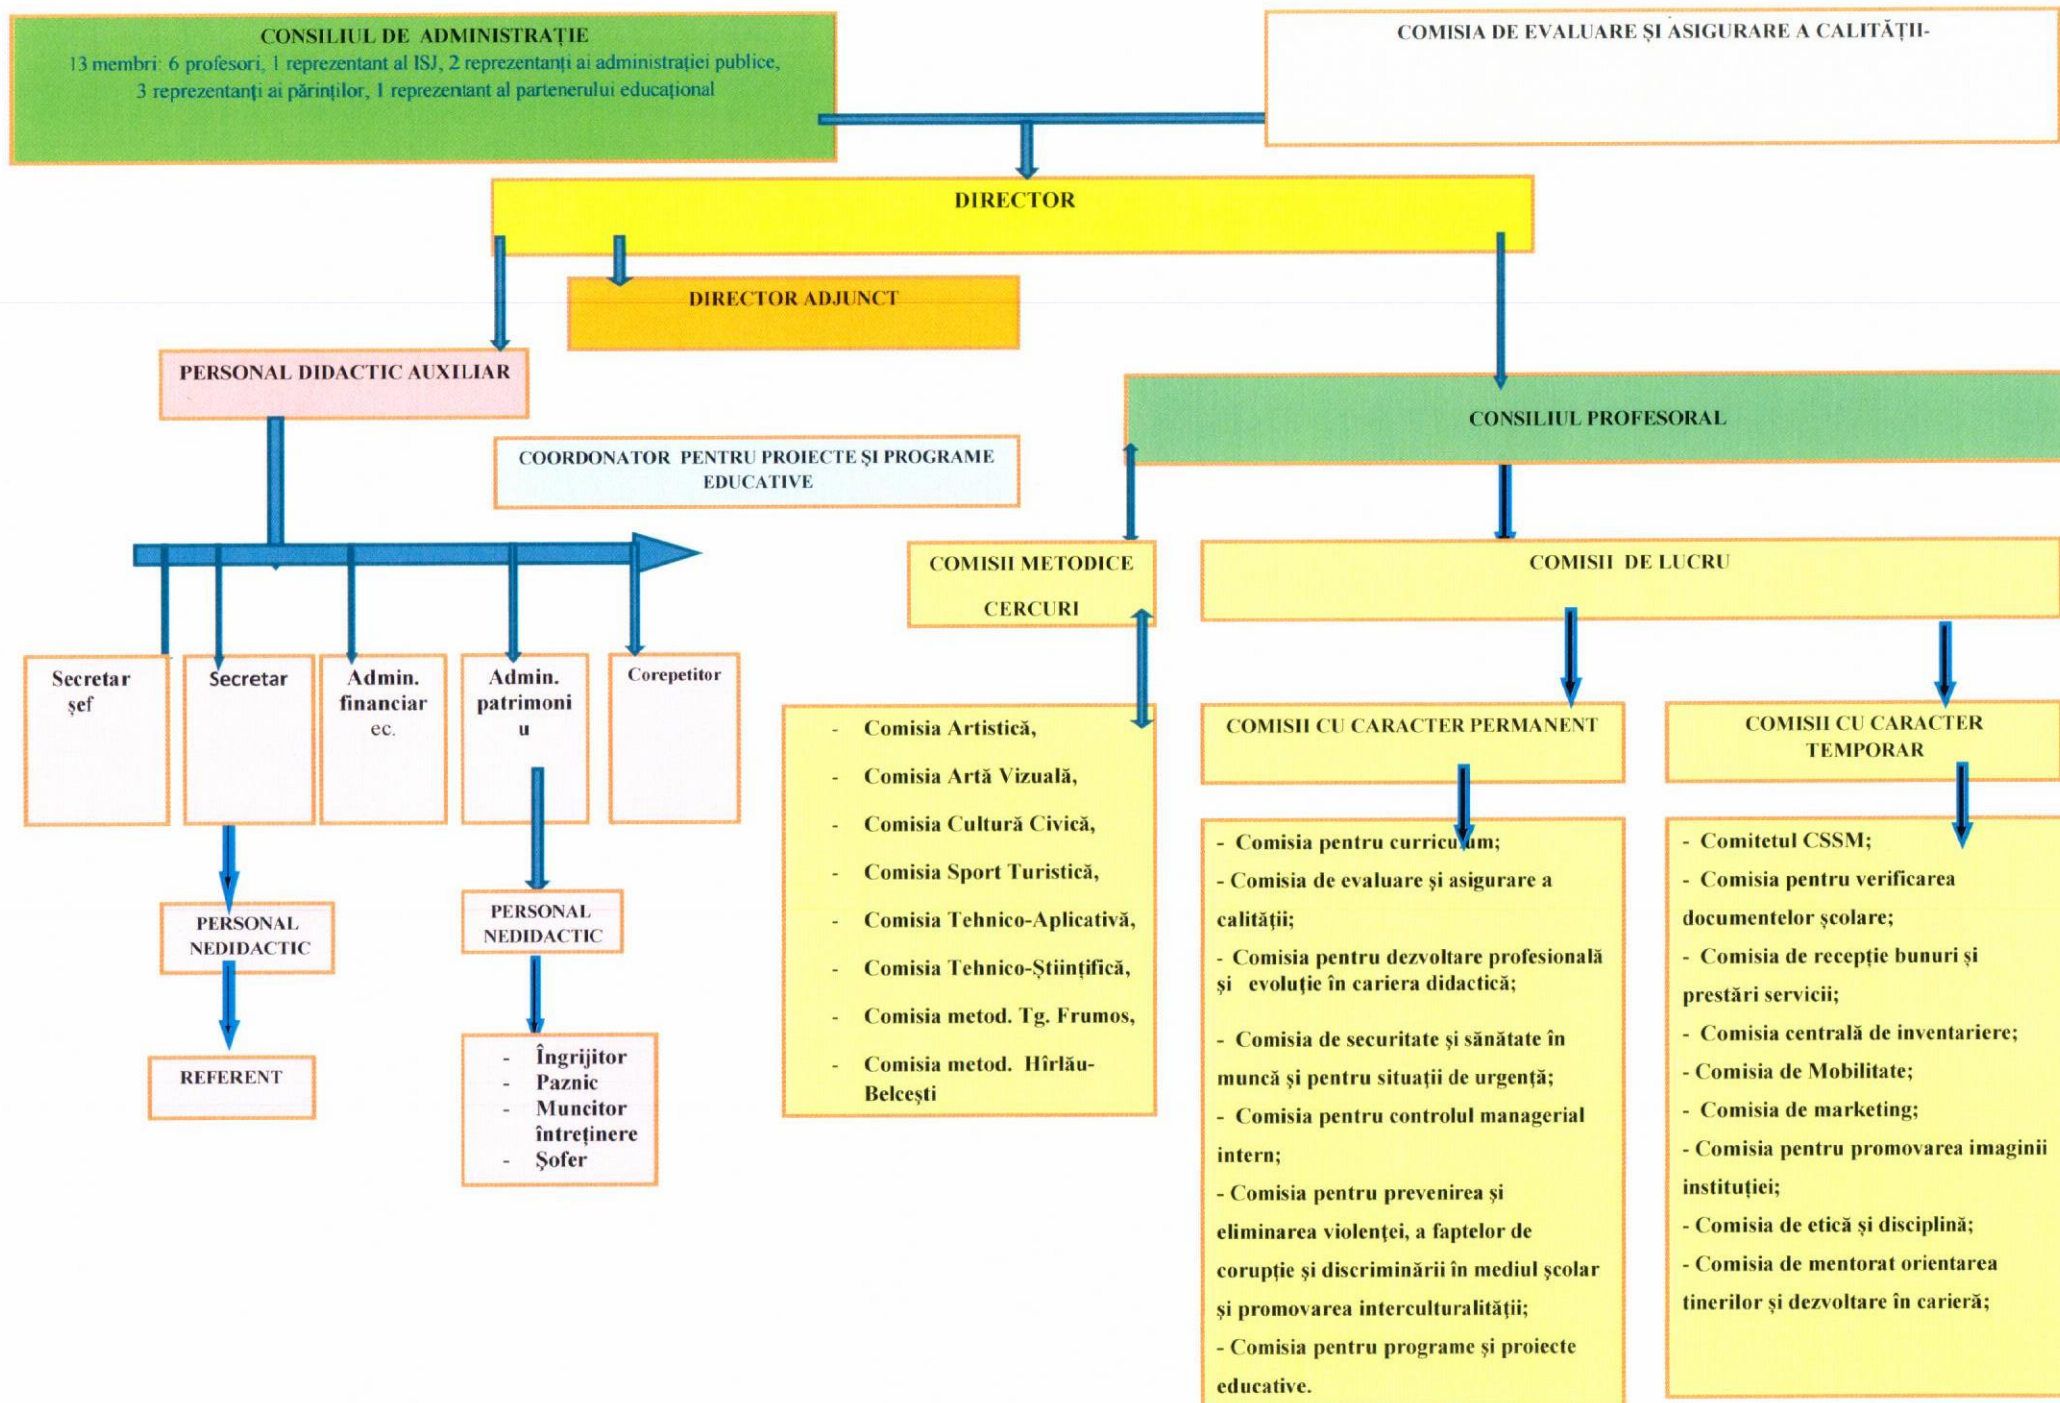 CONSILIUL DE ADMINISTRAȚIE
13 membri: 6 profesori, 1 reprezentant al ISJ, 2 reprezentanți ai administrației publice,
3 reprezentanți ai părinților, 1 reprezentant al partenerului educațional
COMISIA DE EVALUARE ȘI ASIGURARE A CALITĂȚII-
DIRECTOR
DIRECTOR ADJUNCT
PERSONAL DIDACTIC AUXILIAR
CONSILIUL PROFESORAL
COORDONATOR PENTRU PROIECTE ȘI PROGRAME
EDUCATIVE
COMISII METODICE
CERCURI
COMISII DE LUCRU
Secretar
șef
Secretar
Admin.
financiar
ec.
Admin.
patrimoni
u
Corepetitor
PERSONAL
NEDIDACTIC
REFERENT
PERSONAL
NEDIDACTIC
- Îngrijitor
- Paznic
- Muncitor
întreținere
- Șofer
- Comisia Artistică,
- Comisia Artă Vizuală,
- Comisia Cultură Civică,
- Comisia Sport Turistică,
- Comisia Tehnico-Aplicativă,
- Comisia Tehnico-Științifică,
- Comisia metod. Tg. Frumos,
- Comisia metod. Hîrlău-
Belcești
COMISII CU CARACTER PERMANENT
- Comisia pentru curriculum;
- Comisia de evaluare și asigurare a
calității;
- Comisia pentru dezvoltare profesională
și evoluție în cariera didactică;
- Comisia de securitate și sănătate în
muncă și pentru situații de urgență;
- Comisia pentru controlul managerial
intern;
- Comisia pentru prevenirea și
eliminarea violenței, a faptelor de
corupție și discriminării în mediul școlar
și promovarea interculturalității;
- Comisia pentru programe și proiecte
educative.
COMISII CU CARACTER
TEMPORAR
- Comitetul CSSM;
- Comisia pentru verificarea
documentelor școlare;
- Comisia de recepție bunuri și
prestări servicii;
- Comisia centrală de inventariere;
- Comisia de Mobilitate;
- Comisia de marketing;
- Comisia pentru promovarea imaginii
instituției;
- Comisia de etică și disciplină;
- Comisia de mentorat orientarea
tinerilor și dezvoltare în carieră;